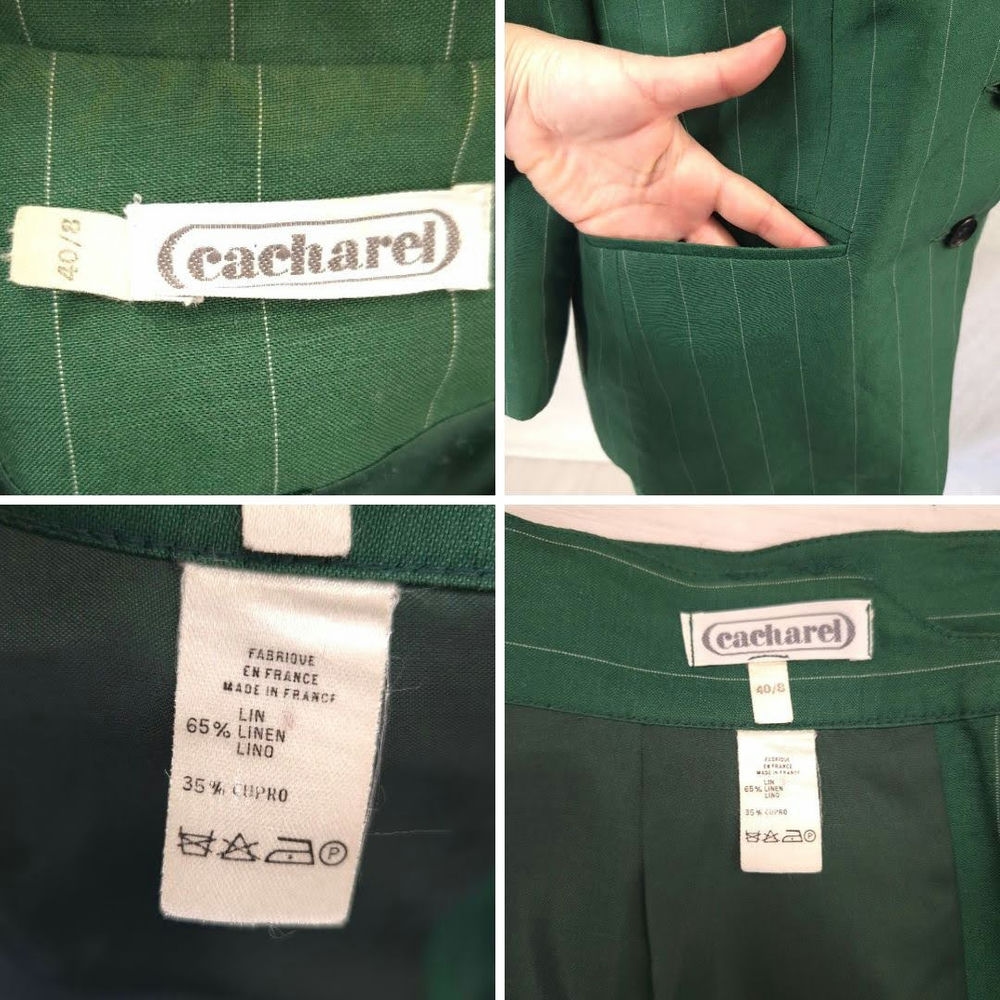 40/8
cacharel
FABRIQUE
EN FRANCE
MADE IN FRANCE
LIN
65% LINEN
LINO
35% CUPRO
P
cacharel
40/8
FABRIQUE
EN FRANCE
MADE IN FRANCE
LIN
65% LINEN
LINO
35% CUPRO
P